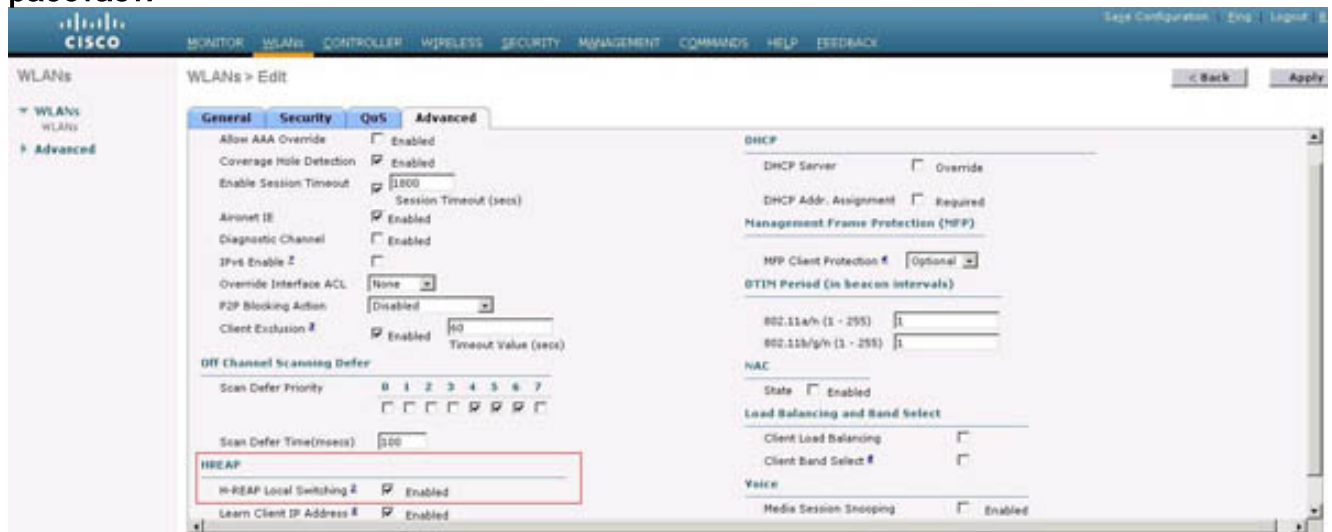 CISCO
Save Configuration Ping Logout
MONITOR WLANs CONTROLLER WIRELESS SECURITY MANAGEMENT COMMANDS HELP FEEDBACK
WLANs
WLANs > Edit
< Back Apply
WLANs
WLANs
Advanced
General Security QoS Advanced
Allow AAA Override Enabled
Coverage Hole Detection Enabled
Enable Session Timeout 1800
Session Timeout (secs)
Aironet IE Enabled
Diagnostic Channel Enabled
IPv6 Enable
Override Interface ACL None
P2P Blocking Action Disabled
Client Exclusion Enabled 60
Timeout Value (secs)
Off Channel Scanning Defer
Scan Defer Priority 0 1 2 3 4 5 6 7
Scan Defer Time(msecs) 100
HREAP
H-REAP Local Switching 2 Enabled
Learn Client IP Address Enabled
DHCP
DHCP Server Override
DHCP Addr. Assignment Required
Management Frame Protection (MFP)
MFP Client Protection Optional
DTIM Period (in beacon intervals)
802.11a/n (1 - 255) 1
802.11b/g/n (1 - 255) 1
NAC
State Enabled
Load Balancing and Band Select
Client Load Balancing
Client Band Select
Voice
Media Session Snooping Enabled